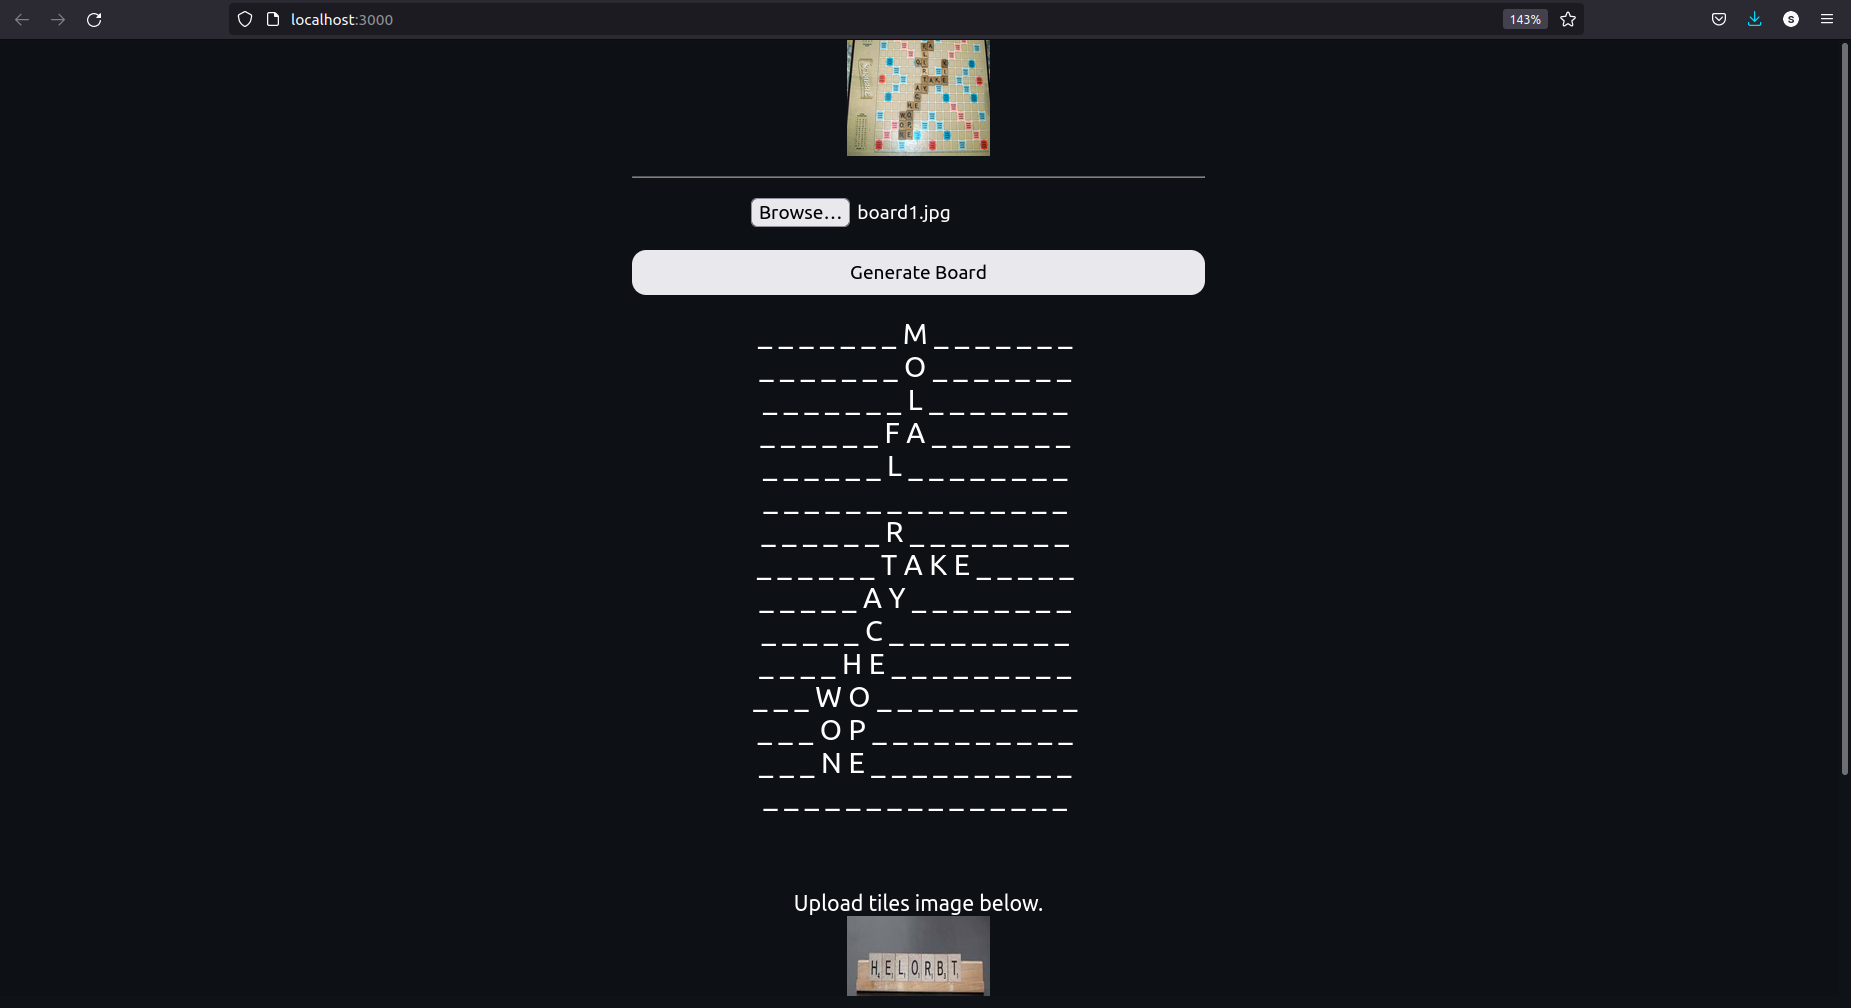 localhost:3000
143%
S
Browse... board1.jpg
Generate Board
_ _ _ _ _ _ _ M _ _ _ _ _ _ _
_ _ _ _ _ _ _ O _ _ _ _ _ _ _
_ _ _ _ _ _ _ L _ _ _ _ _ _ _
_ _ _ _ _ _ F A _ _ _ _ _ _ _
_ _ _ _ _ _ L _ _ _ _ _ _ _ _
_ _ _ _ _ _ _ _ _ _ _ _ _ _ _
_ _ _ _ _ _ R _ _ _ _ _ _ _ _
_ _ _ _ _ _ T A K E _ _ _ _ _
_ _ _ _ _ A Y _ _ _ _ _ _ _ _
_ _ _ _ _ C _ _ _ _ _ _ _ _ _
_ _ _ _ H E _ _ _ _ _ _ _ _ _
_ _ _ W O _ _ _ _ _ _ _ _ _ _
_ _ _ O P _ _ _ _ _ _ _ _ _ _
_ _ _ N E _ _ _ _ _ _ _ _ _ _
_ _ _ _ _ _ _ _ _ _ _ _ _ _ _
Upload tiles image below.
H E L O R B T